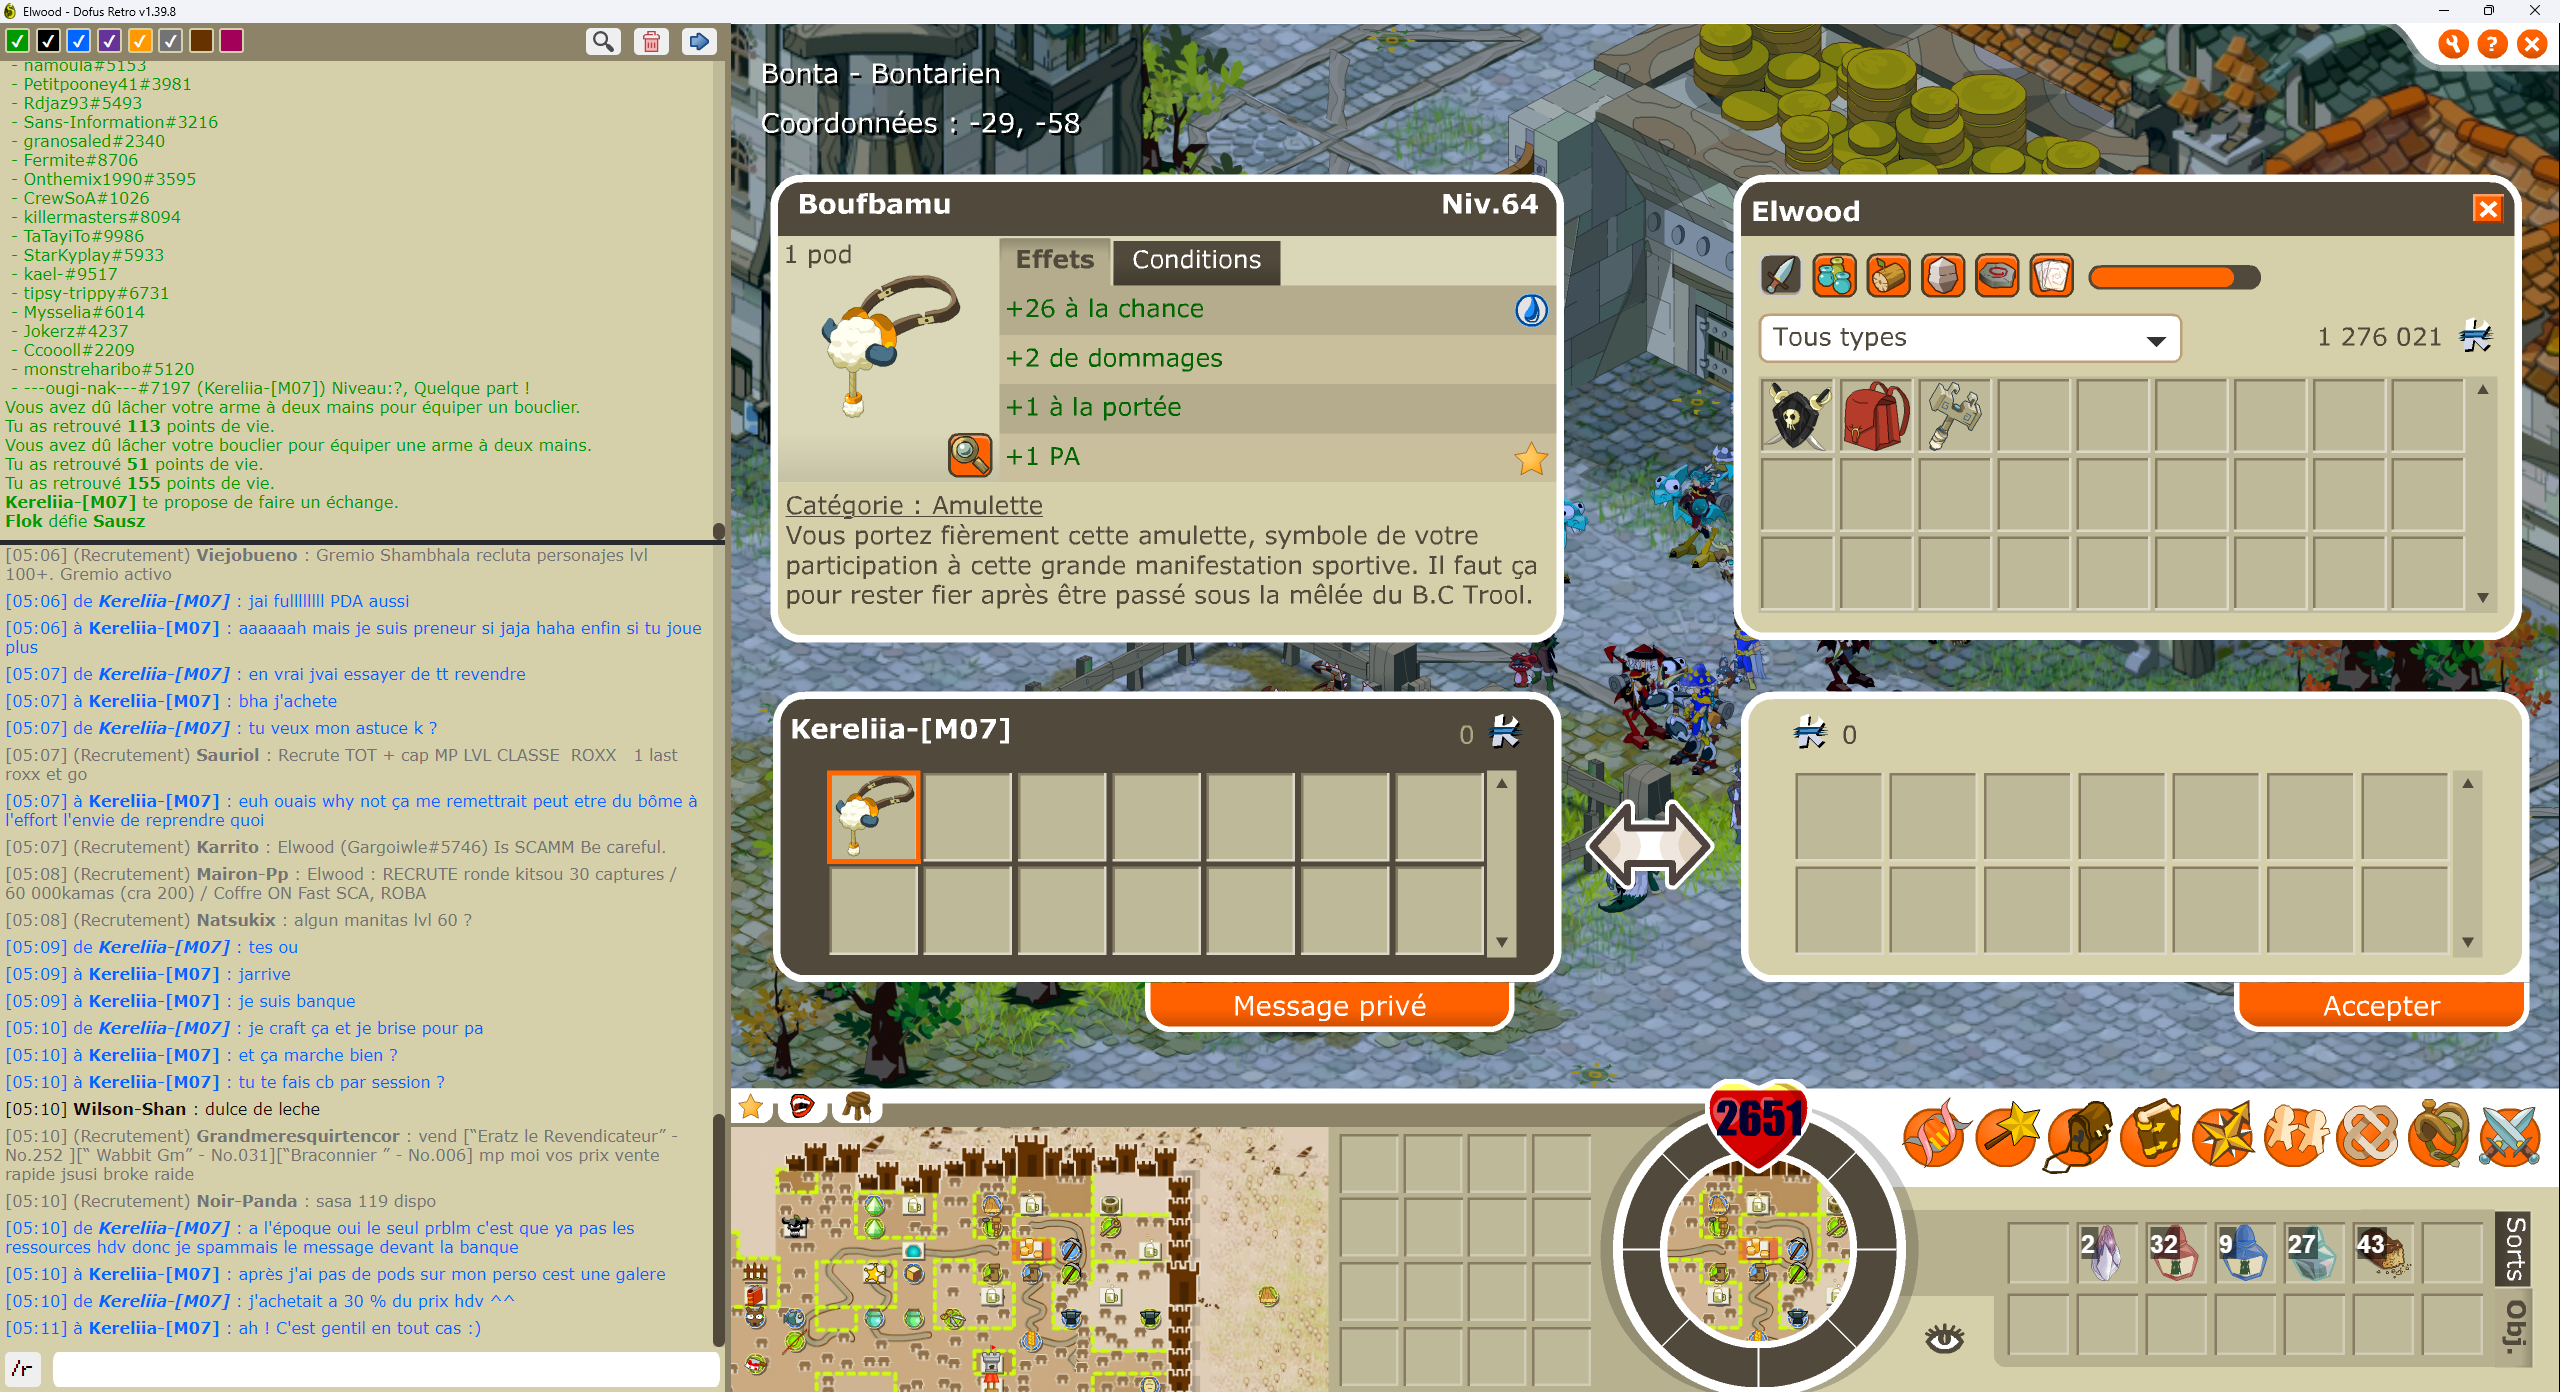 Elwood - Dofus Retro v1.39.8
- namoula#5153
- Petitpooney41#3981
- Rdjaz93#5493
- Sans-Information#3216
- granosaled#2340
- Fermite#8706
- Onthemix1990#3595
- CrewSoA#1026
- killermasters#8094
- TaTayiTo#9986
- StarKyplay#5933
- kael-#9517
- tipsy-trippy#6731
- Mysselia#6014
- Jokerz#4237
- Ccoooll#2209
- monstreharibo#5120
- ---ougi-nak---#7197 (Kereliia-[M07]) Niveau:?, Quelque part !
Vous avez dû lâcher votre arme à deux mains pour équiper un bouclier.
Tu as retrouvé 113 points de vie.
Vous avez dû lâcher votre bouclier pour équiper une arme à deux mains.
Tu as retrouvé 51 points de vie.
Tu as retrouvé 155 points de vie.
Kereliia-[M07] te propose de faire un échange.
Flok défie Sausz
[05:06] (Recrutement) Viejobueno : Gremio Shambhala recluta personajes lvl
100+. Gremio activo
[05:06] de Kereliia-[M07] : jai fullllllll PDA aussi
[05:06] à Kereliia-[M07] : aaaaaah mais je suis preneur si jaja haha enfin si tu joue
plus
[05:07] de Kereliia-[M07] : en vrai jvai essayer de tt revendre
[05:07] à Kereliia-[M07] : bha j'achete
[05:07] de Kereliia-[M07] : tu veux mon astuce k ?
[05:07] (Recrutement) Sauriol : Recrute TOT + cap MP LVL CLASSE  ROXX   1 last
roxx et go
[05:07] à Kereliia-[M07] : euh ouais why not ça me remettrait peut etre du bôme à
l'effort l'envie de reprendre quoi
[05:07] (Recrutement) Karrito : Elwood (Gargoiwle#5746) Is SCAMM Be careful.
[05:08] (Recrutement) Mairon-Pp : Elwood : RECRUTE ronde kitsou 30 captures /
60 000kamas (cra 200) / Coffre ON Fast SCA, ROBA
[05:08] (Recrutement) Natsukix : algun manitas lvl 60 ?
[05:09] de Kereliia-[M07] : tes ou
[05:09] à Kereliia-[M07] : jarrive
[05:09] à Kereliia-[M07] : je suis banque
[05:10] de Kereliia-[M07] : je craft ça et je brise pour pa
[05:10] à Kereliia-[M07] : et ça marche bien ?
[05:10] à Kereliia-[M07] : tu te fais cb par session ?
[05:10] Wilson-Shan : dulce de leche
[05:10] (Recrutement) Grandmeresquirtencor : vend ["Eratz le Revendicateur" -
No.252 ][" Wabbit Gm" - No.031]["Braconnier " - No.006] mp moi vos prix vente
rapide jsusi broke raide
[05:10] (Recrutement) Noir-Panda : sasa 119 dispo
[05:10] de Kereliia-[M07] : a l'époque oui le seul prblm c'est que ya pas les
ressources hdv donc je spammais le message devant la banque
[05:10] à Kereliia-[M07] : après j'ai pas de pods sur mon perso cest une galere
[05:10] de Kereliia-[M07] : j'achetait a 30 % du prix hdv ^^
[05:11] à Kereliia-[M07] : ah ! C'est gentil en tout cas :)
/r
Bonta - Bontarien
Coordonnées : -29, -58
Boufbamu
Niv.64
1 pod
Effets
Conditions
+26 à la chance
+2 de dommages
+1 à la portée
+1 PA
Catégorie : Amulette
Vous portez fièrement cette amulette, symbole de votre
participation à cette grande manifestation sportive. Il faut ça
pour rester fier après être passé sous la mêlée du B.C Trool.
Elwood
Tous types
1 276 021
Kereliia-[M07]
0
0
Message privé
Accepter
2651
2
32
9
27
43
Sorts
Obj.